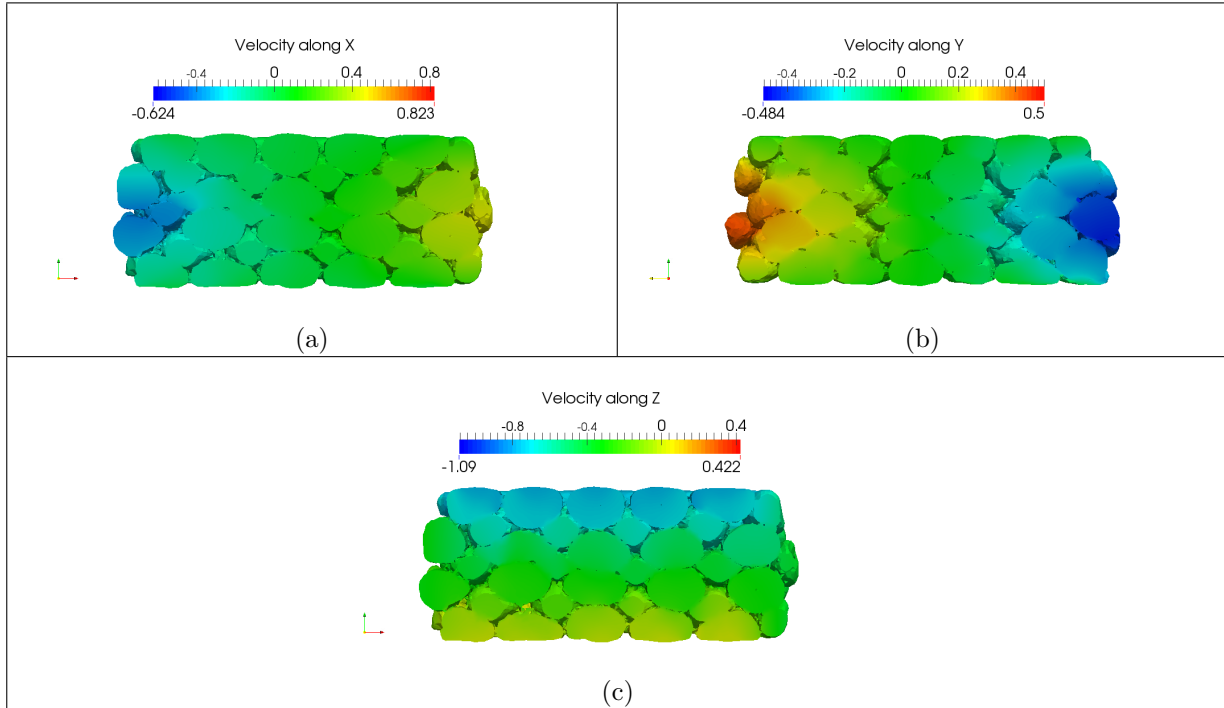 Velocity along X
-0.4 0 0.4 0.8
-0.624 0.823
(a)
Velocity along Y
-0.4 -0.2 0 0.2 0.4
-0.484 0.5
(b)
Velocity along Z
-0.8 -0.4 0 0.4
-1.09 0.422
(c)